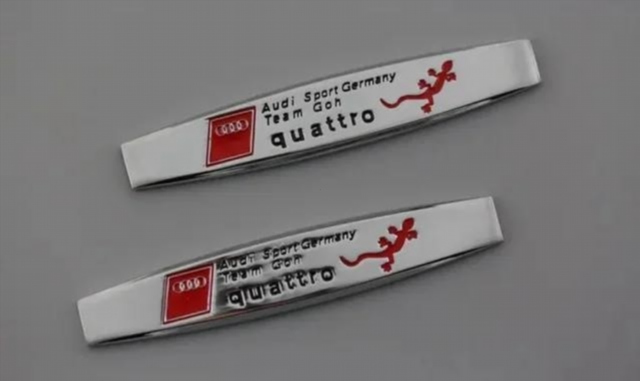 Audi Sport Germany
Team Goh
quattro
Audi Sport Germany
Team Goh
quattro